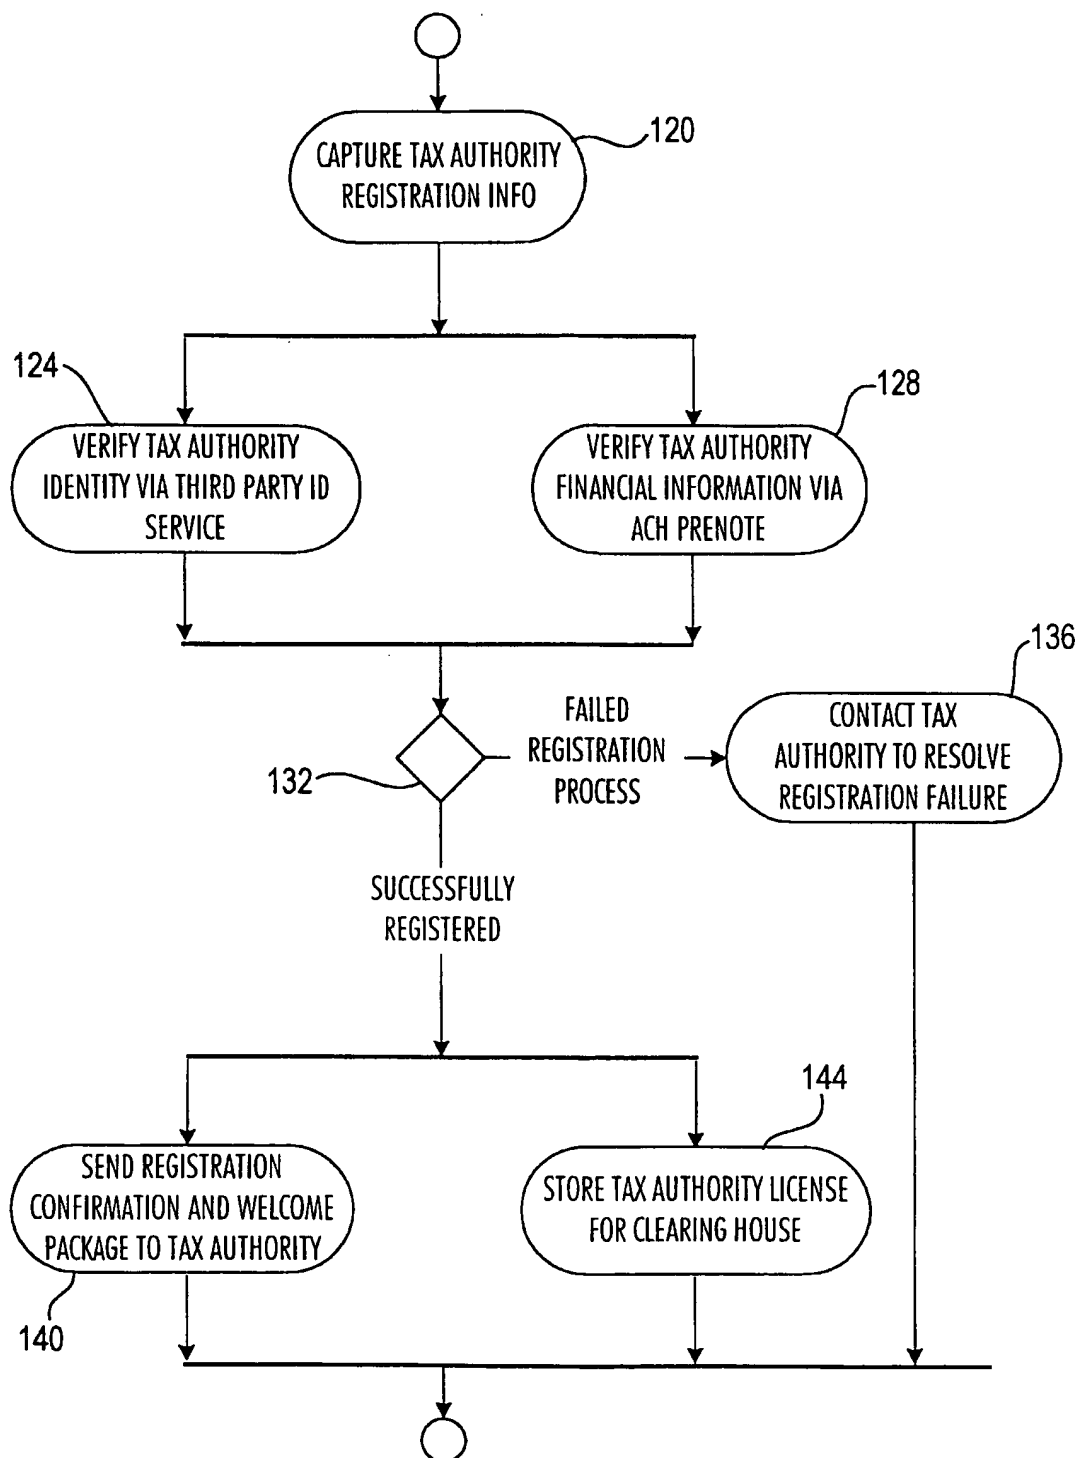 120
CAPTURE TAX AUTHORITY
REGISTRATION INFO
124
128
VERIFY TAX AUTHORITY
IDENTITY VIA THIRD PARTY ID
SERVICE
VERIFY TAX AUTHORITY
FINANCIAL INFORMATION VIA
ACH PRENOTE
136
FAILED
REGISTRATION
PROCESS
CONTACT TAX
AUTHORITY TO RESOLVE
REGISTRATION FAILURE
132
SUCCESSFULLY
REGISTERED
144
SEND REGISTRATION
CONFIRMATION AND WELCOME
PACKAGE TO TAX AUTHORITY
STORE TAX AUTHORITY LICENSE
FOR CLEARING HOUSE
140